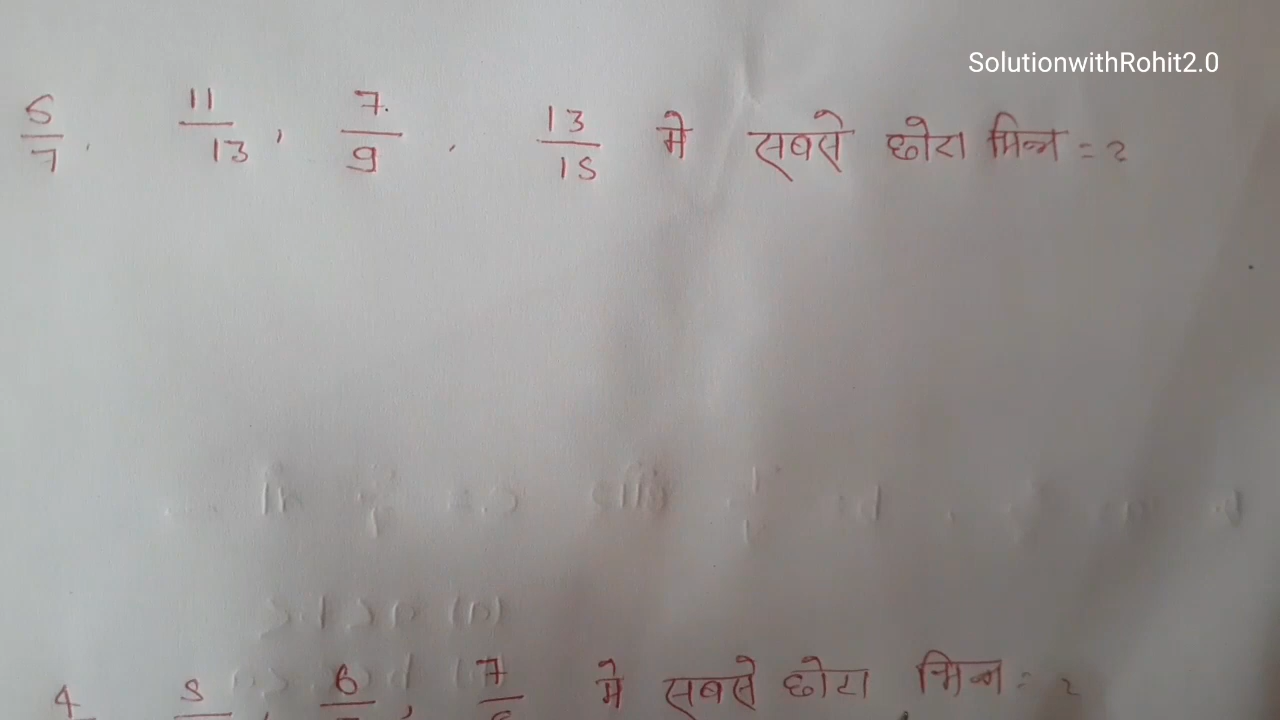 SolutionwithRohit2.0
5/7, 11/13, 7/9, 13/15 मे सबसे छोटा भिन्न = ?
4 5, 6, 7 मे सबसे छोटा भिन्न = ?